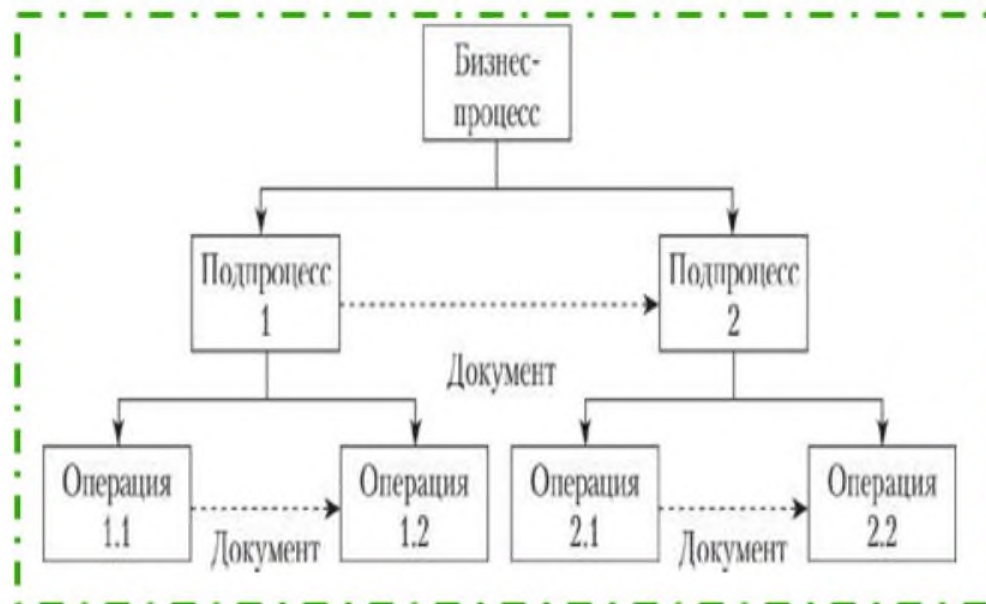 Бизнес-
процесс
Подпроцесс
1
Подпроцесс
2
Документ
Операция
1.1
Операция
1.2
Операция
2.1
Операция
2.2
Документ
Документ